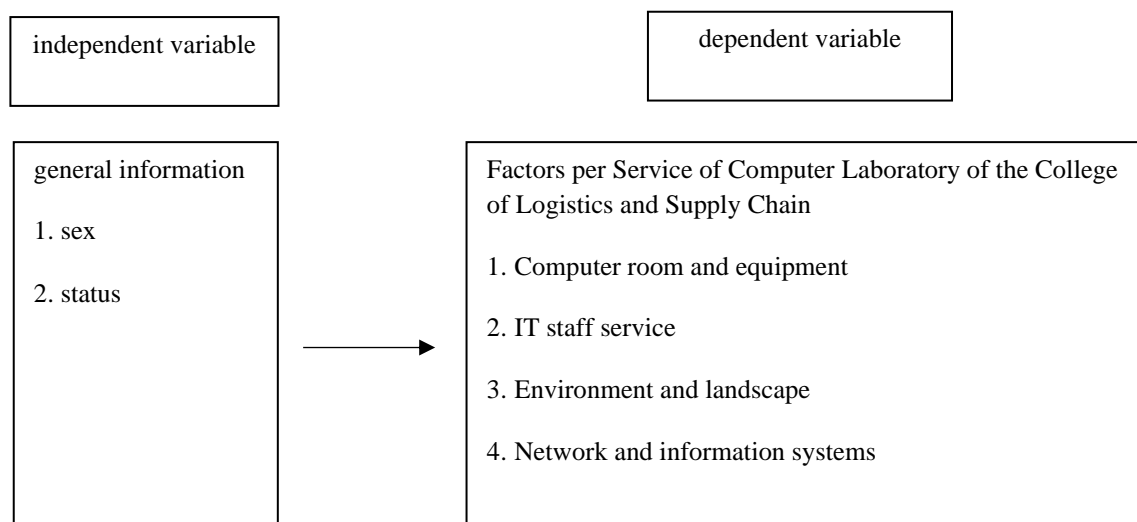 independent variable
dependent variable
general information
1. sex
2. status
Factors per Service of Computer Laboratory of the College
of Logistics and Supply Chain
1. Computer room and equipment
2. IT staff service
3. Environment and landscape
4. Network and information systems